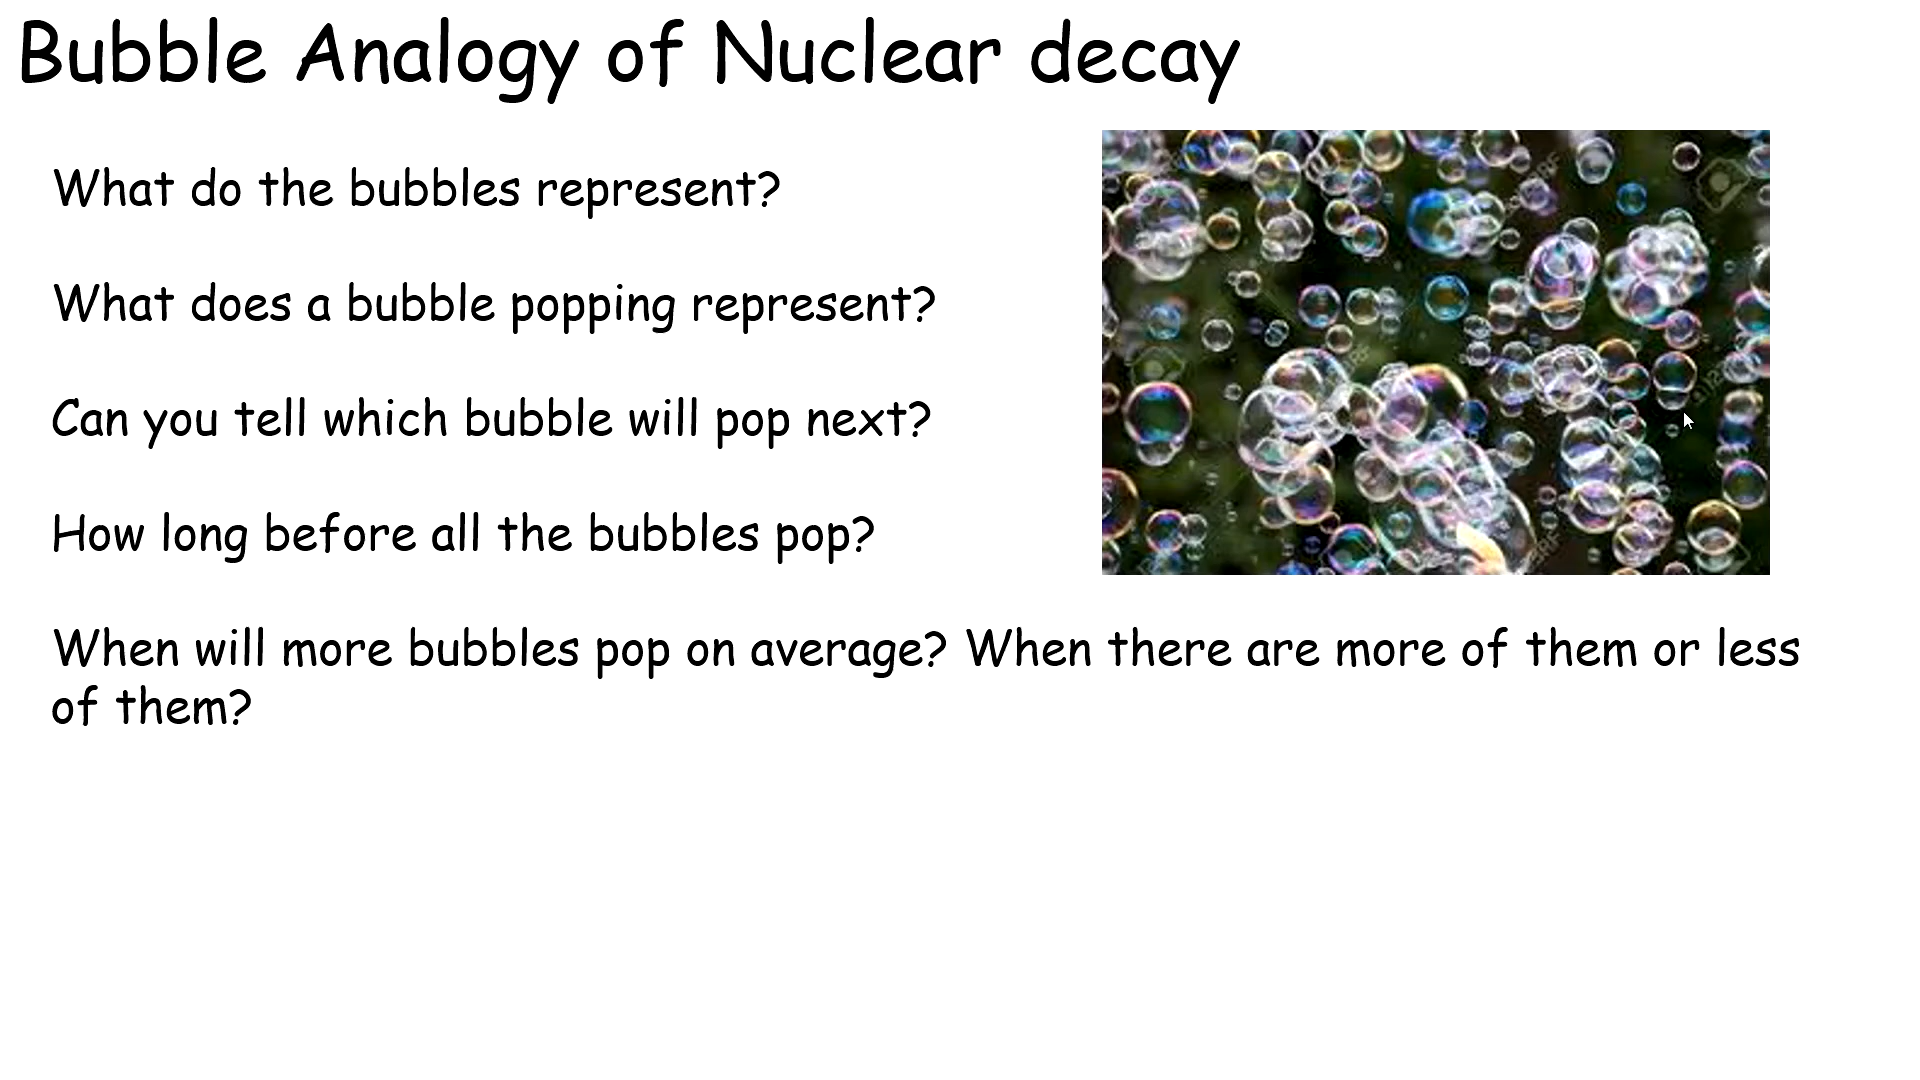 Bubble Analogy of Nuclear decay
What do the bubbles represent?
What does a bubble popping represent?
Can you tell which bubble will pop next?
How long before all the bubbles pop?
When will more bubbles pop on average? When there are more of them or less
of them?